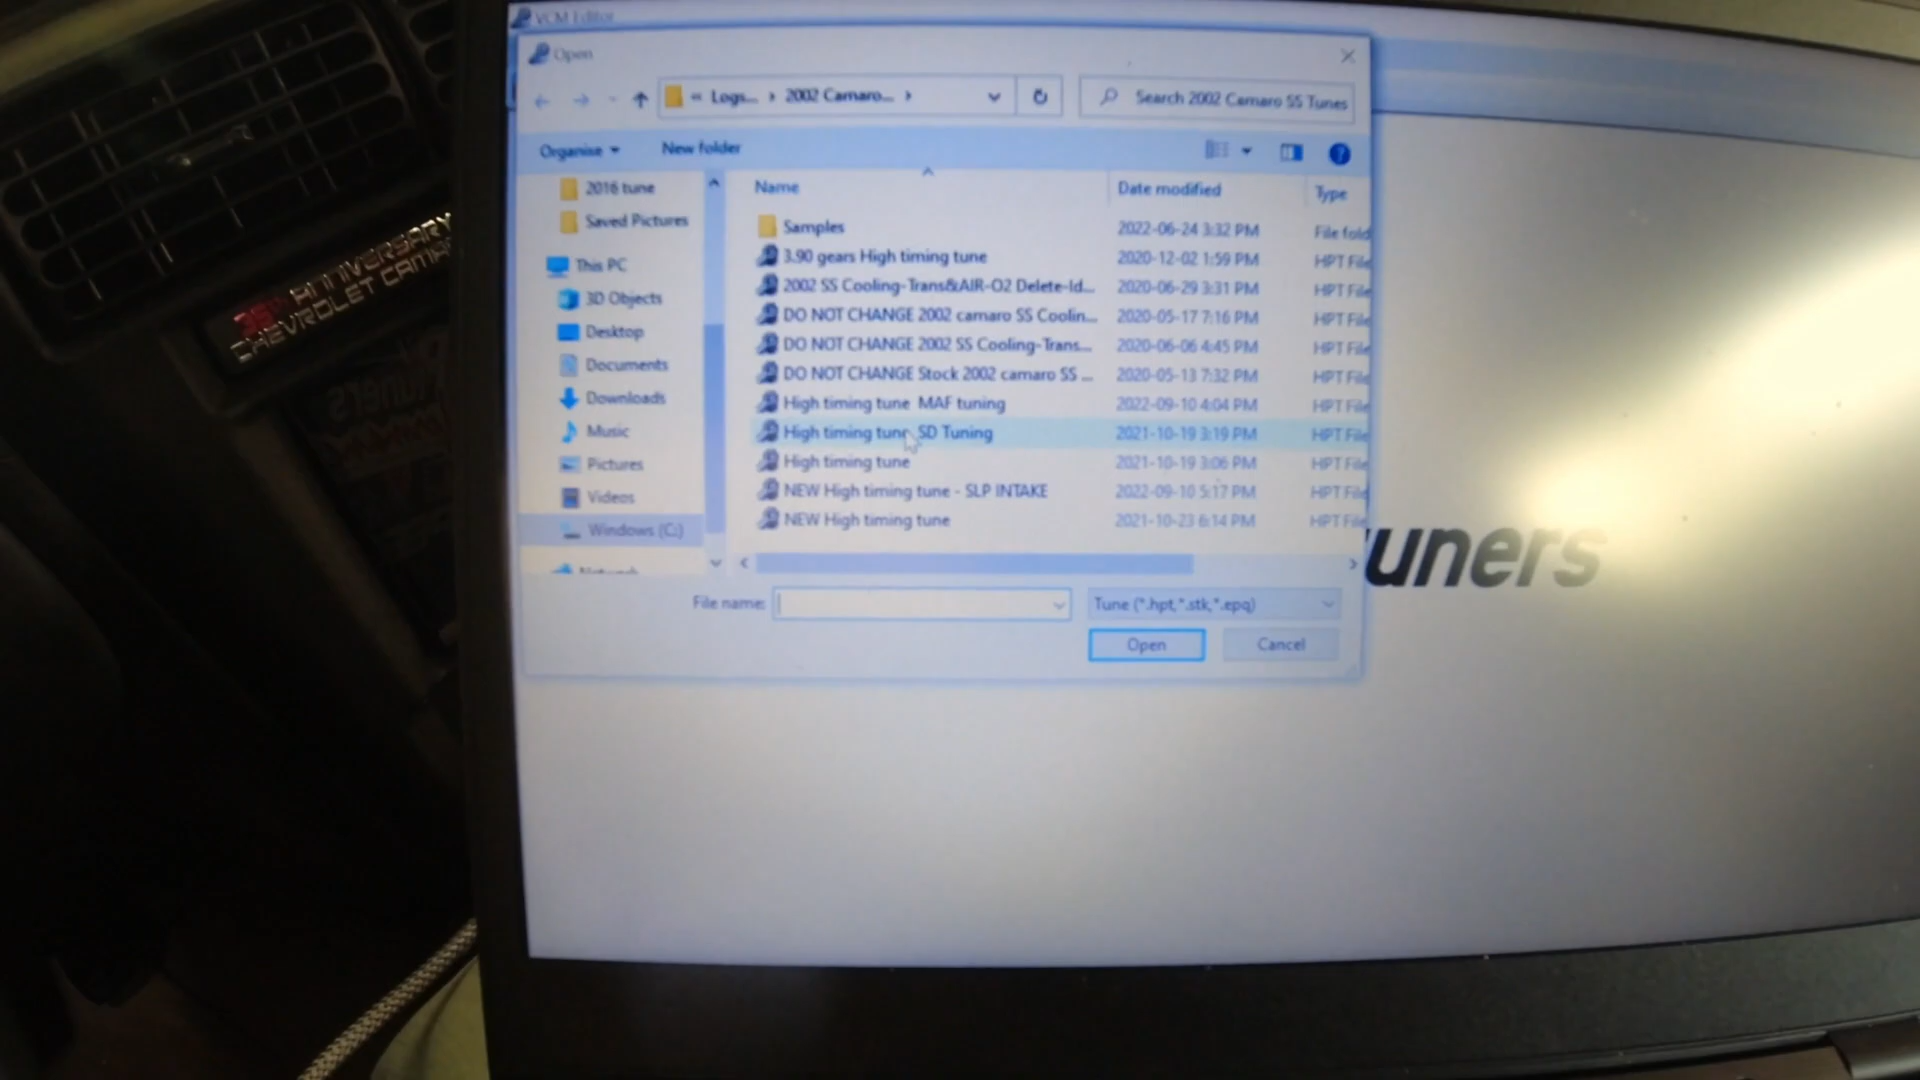 VCM Editor
Open
« Logs... › 2002 Camaro... ›
Search 2002 Camaro SS Tunes
Organise
New folder
2016 tune
Saved Pictures
This PC
3D Objects
Desktop
Documents
Downloads
Music
Pictures
Videos
Windows (C:)
Network
Name Date modified Type
Samples 2022-06-24 3:32 PM File fold
3.90 gears High timing tune 2020-12-02 1:59 PM HPT File
2002 SS Cooling-Trans&AIR-O2 Delete-Id... 2020-06-29 3:31 PM HPT File
DO NOT CHANGE 2002 camaro SS Coolin... 2020-05-17 7:16 PM HPT File
DO NOT CHANGE 2002 SS Cooling-Trans... 2020-06-06 4:45 PM HPT File
DO NOT CHANGE Stock 2002 camaro SS ... 2020-05-13 7:32 PM HPT File
High timing tune MAF tuning 2022-09-10 4:04 PM HPT File
High timing tune SD Tuning 2021-10-19 3:19 PM HPT File
High timing tune 2021-10-19 3:06 PM HPT File
NEW High timing tune - SLP INTAKE 2022-09-10 5:17 PM HPT File
NEW High timing tune 2021-10-23 6:14 PM HPT File
File name:
Tune (*.hpt,*.stk,*.epq)
Open
Cancel
uners
35th ANNIVERSARY
CHEVROLET CAMAR